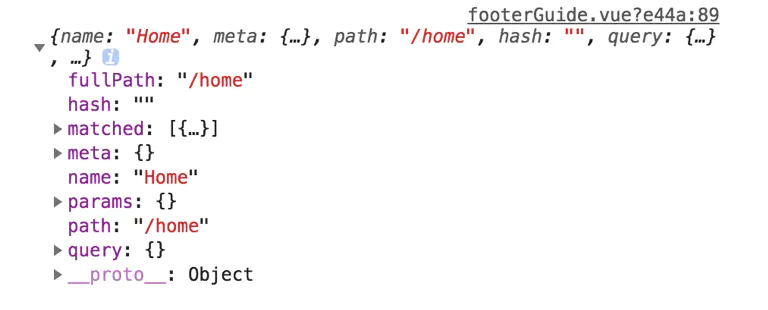 footerGuide.vue?e44a:89
{name: "Home", meta: {…}, path: "/home", hash: "", query: {…}
, …} i
fullPath: "/home"
hash: ""
matched: [{…}]
meta: {}
name: "Home"
params: {}
path: "/home"
query: {}
__proto__: Object